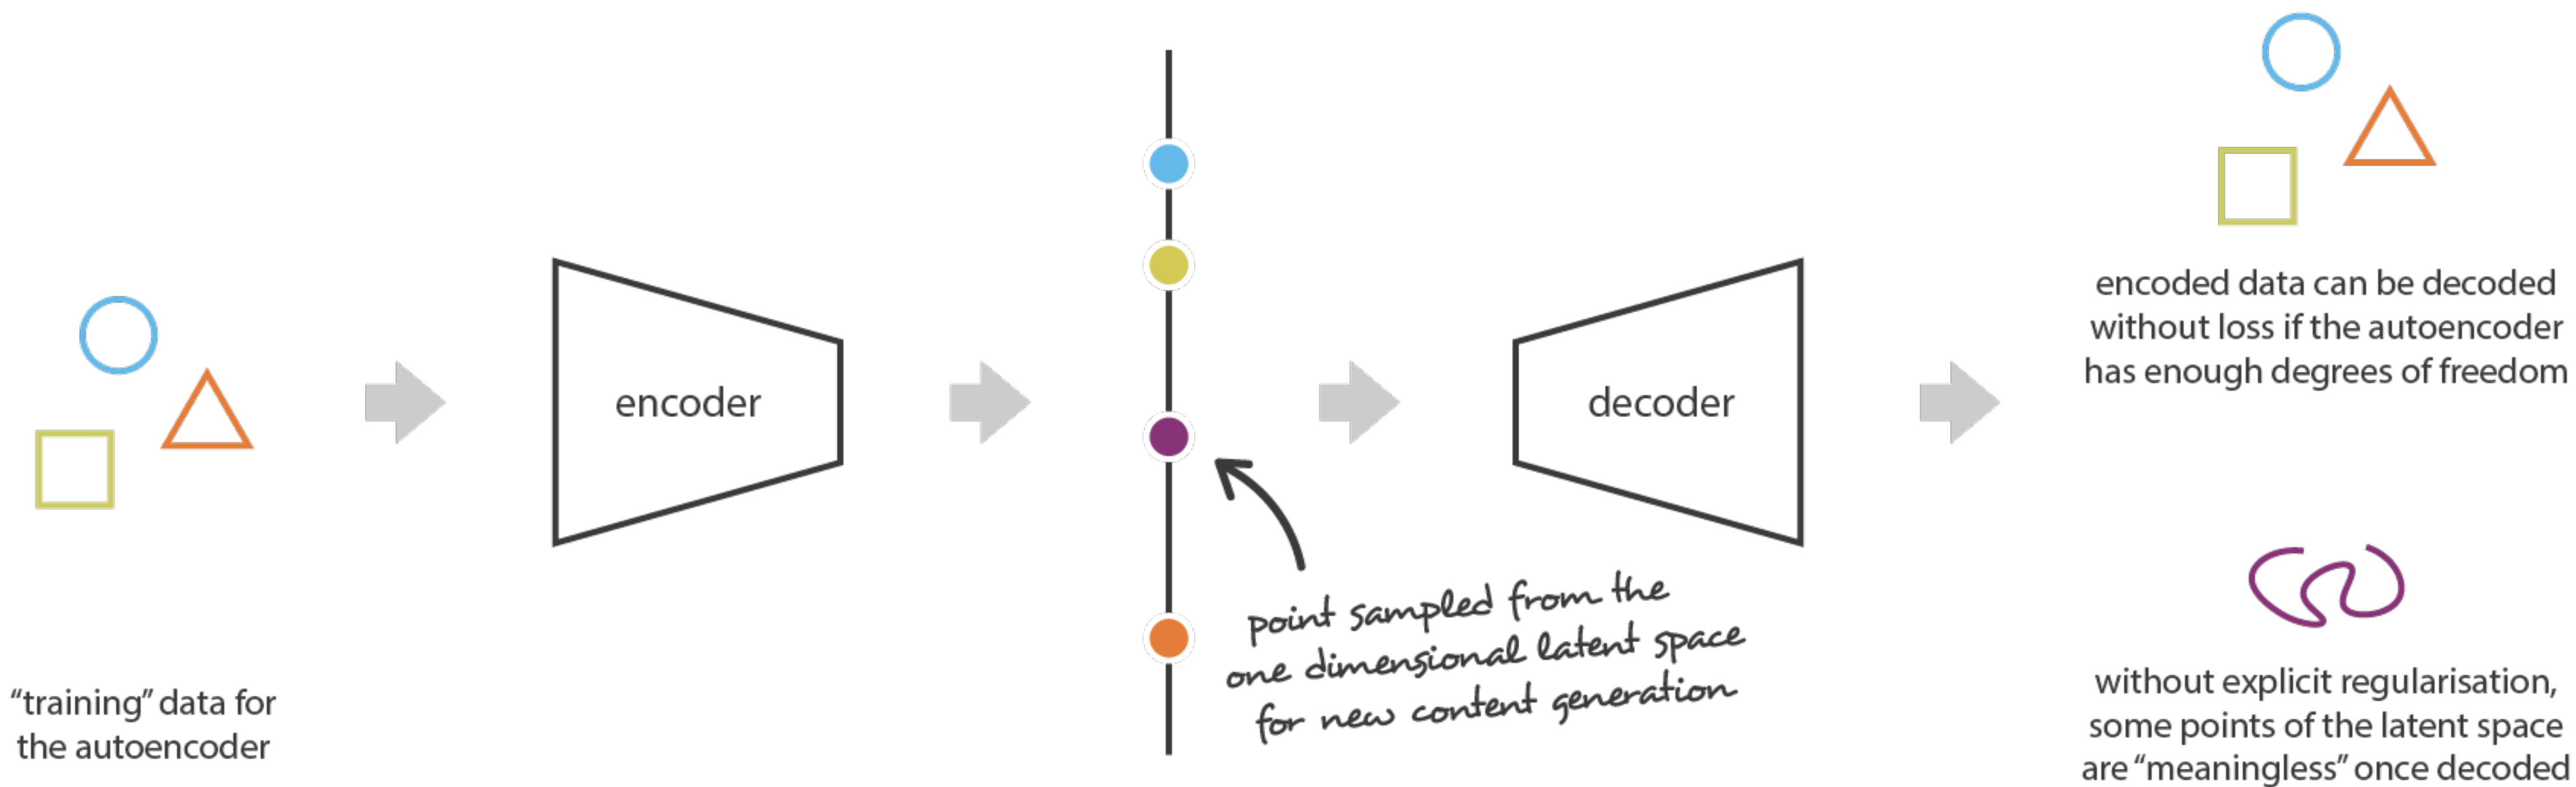 "training" data for
the autoencoder
encoder
point sampled from the
one dimensional latent space
for new content generation
decoder
encoded data can be decoded
without loss if the autoencoder
has enough degrees of freedom
without explicit regularisation,
some points of the latent space
are "meaningless" once decoded